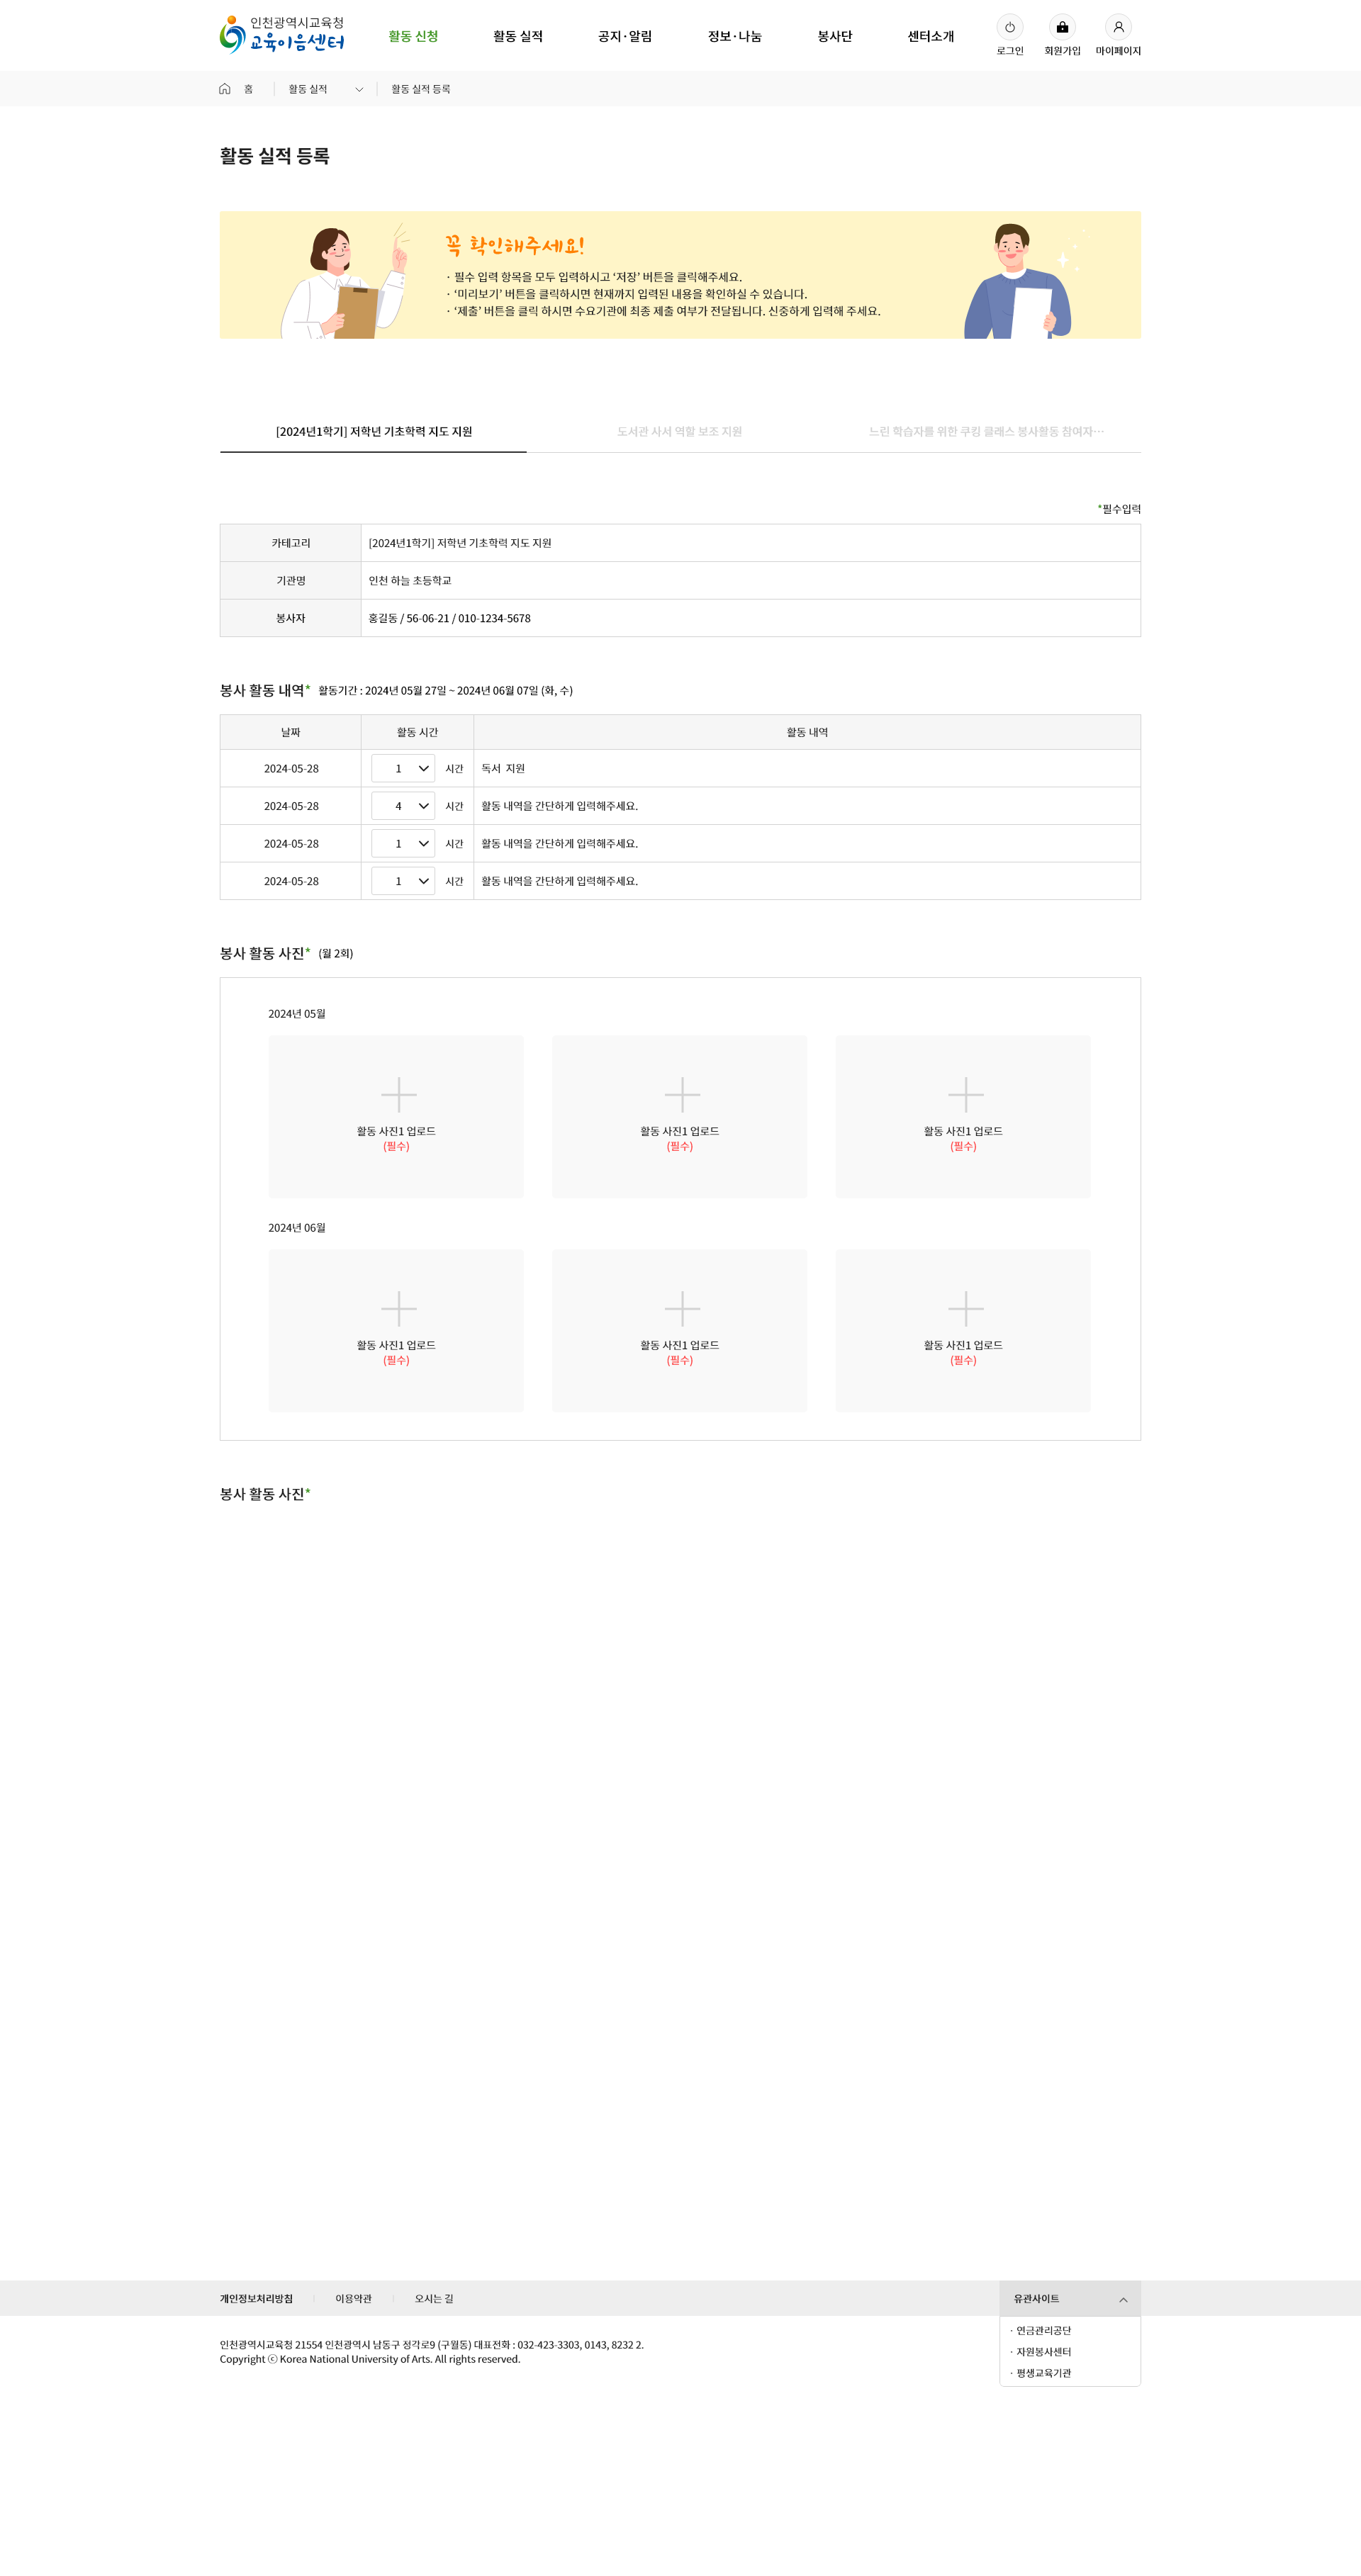 인천광역시교육청
교육이음센터
활동 신청
활동 실적
공지·알림
정보·나눔
봉사단
센터소개
로그인
회원가입
마이페이지
홈
활동 실적
활동 실적 등록
활동 실적 등록
꼭 확인해주세요!
· 필수 입력 항목을 모두 입력하시고 ‘저장’ 버튼을 클릭해주세요.
· ‘미리보기’ 버튼을 클릭하시면 현재까지 입력된 내용을 확인하실 수 있습니다.
· ‘제출’ 버튼을 클릭 하시면 수요기관에 최종 제출 여부가 전달됩니다. 신중하게 입력해 주세요.
[2024년1학기] 저학년 기초학력 지도 지원
도서관 사서 역할 보조 지원
느린 학습자를 위한 쿠킹 클래스 봉사활동 참여자…
*필수입력
카테고리
[2024년1학기] 저학년 기초학력 지도 지원
기관명
인천 하늘 초등학교
봉사자
홍길동 / 56-06-21 / 010-1234-5678
봉사 활동 내역* 활동기간 : 2024년 05월 27일 ~ 2024년 06월 07일 (화, 수)
날짜
활동 시간
활동 내역
2024-05-28
1
시간
독서 지원
2024-05-28
4
시간
활동 내역을 간단하게 입력해주세요.
2024-05-28
1
시간
활동 내역을 간단하게 입력해주세요.
2024-05-28
1
시간
활동 내역을 간단하게 입력해주세요.
봉사 활동 사진* (월 2회)
2024년 05월
활동 사진1 업로드
(필수)
활동 사진1 업로드
(필수)
활동 사진1 업로드
(필수)
2024년 06월
활동 사진1 업로드
(필수)
활동 사진1 업로드
(필수)
활동 사진1 업로드
(필수)
봉사 활동 사진*
개인정보처리방침
이용약관
오시는 길
유관사이트
· 연금관리공단
· 자원봉사센터
· 평생교육기관
인천광역시교육청 21554 인천광역시 남동구 정각로9 (구월동) 대표전화 : 032-423-3303, 0143, 8232 2.
Copyright ⓒ Korea National University of Arts. All rights reserved.